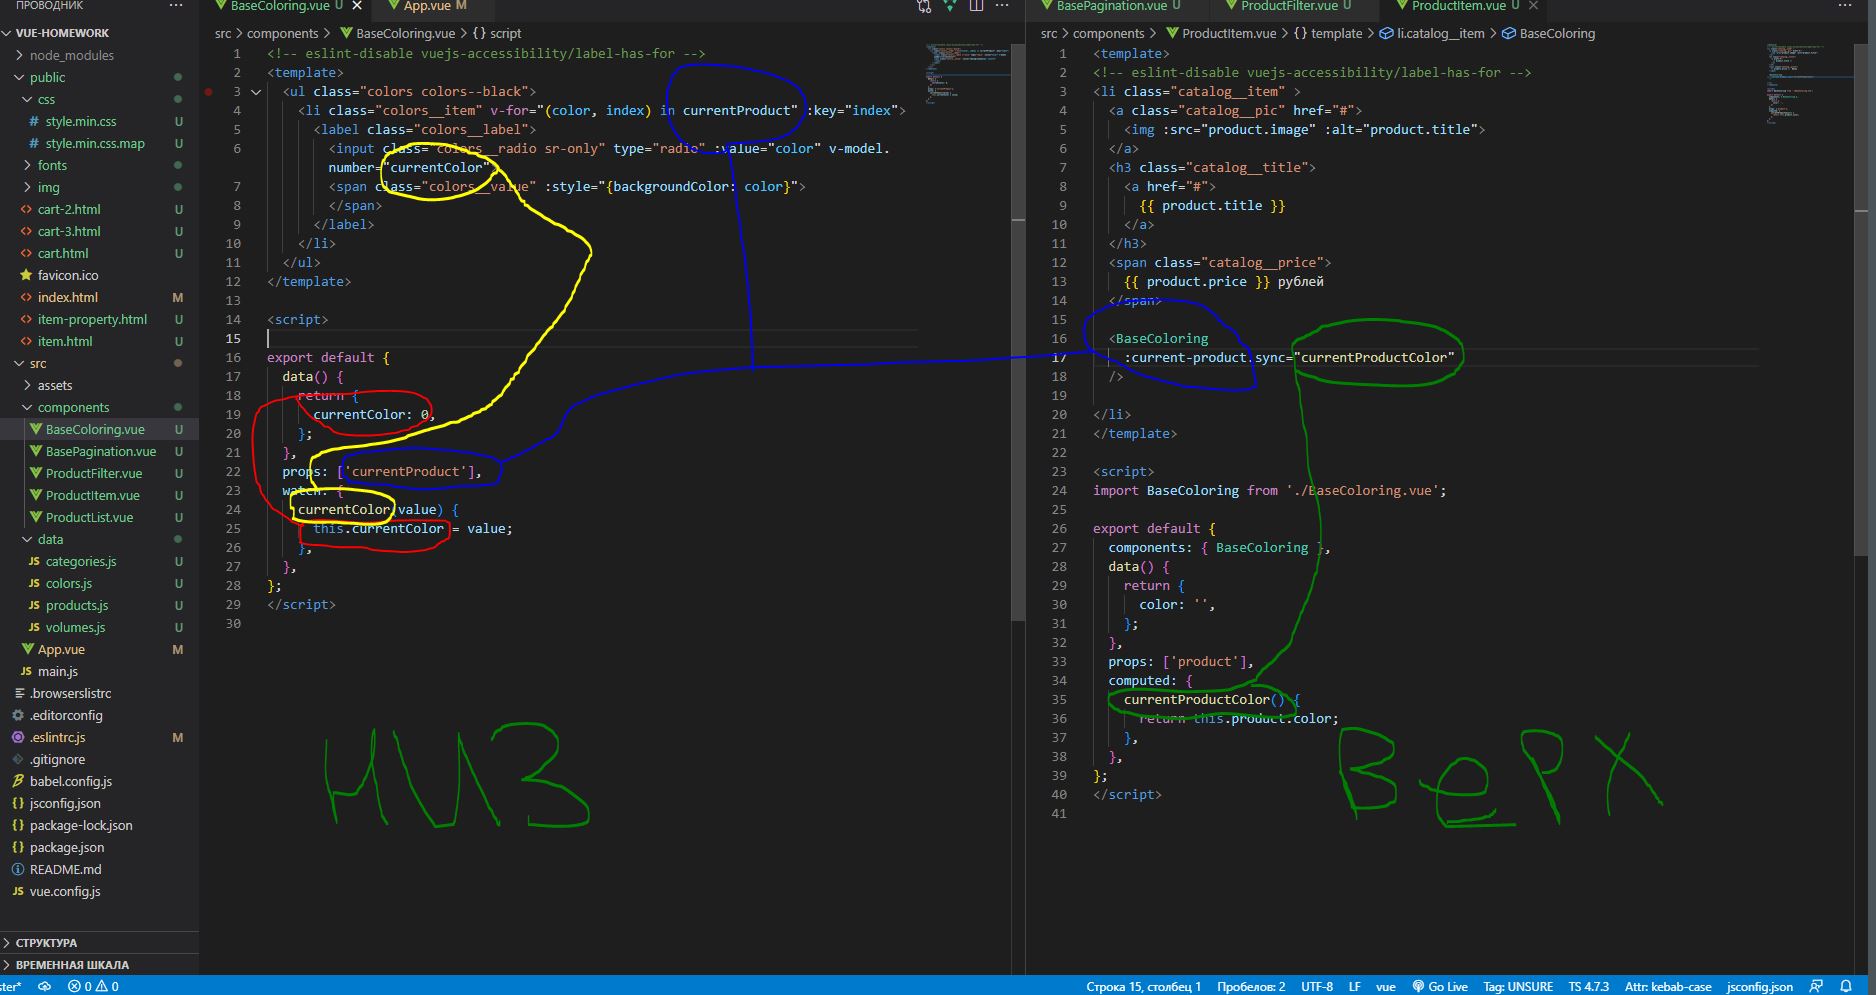 ПРОВОДНИК
VUE-HOMEWORK
node_modules
public
css
style.min.css U
style.min.css.map U
fonts
img
cart-2.html U
cart-3.html U
cart.html U
favicon.ico
index.html M
item-property.html U
item.html U
src
assets
components
BaseColoring.vue U
BasePagination.vue U
ProductFilter.vue U
ProductItem.vue U
ProductList.vue U
data
categories.js U
colors.js U
products.js U
volumes.js U
App.vue M
main.js
.browserslistrc
.editorconfig
.eslintrc.js M
.gitignore
babel.config.js
jsconfig.json
package-lock.json
package.json
README.md
vue.config.js
СТРУКТУРА
ВРЕМЕННАЯ ШКАЛА
BaseColoring.vue U
App.vue M
src > components > BaseColoring.vue > {} script
1 <!-- eslint-disable vuejs-accessibility/label-has-for -->
2 <template>
3 <ul class="colors colors--black">
4 <li class="colors__item" v-for="(color, index) in currentProduct" :key="index">
5 <label class="colors__label">
6 <input class="colors__radio sr-only" type="radio" :value="color" v-model.
number="currentColor">
7 <span class="colors__value" :style="{backgroundColor: color}">
8 </span>
9 </label>
10 </li>
11 </ul>
12 </template>
13
14 <script>
15
16 export default {
17 data() {
18 return {
19 currentColor: 0,
20 };
21 },
22 props: ['currentProduct'],
23 watch: {
24 currentColor(value) {
25 this.currentColor = value;
26 },
27 },
28 };
29 </script>
30
НИЗ
BasePagination.vue U
ProductFilter.vue U
ProductItem.vue U
src > components > ProductItem.vue > {} template > li.catalog__item > BaseColoring
1 <template>
2 <!-- eslint-disable vuejs-accessibility/label-has-for -->
3 <li class="catalog__item" >
4 <a class="catalog__pic" href="#">
5 <img :src="product.image" :alt="product.title">
6 </a>
7 <h3 class="catalog__title">
8 <a href="#">
9 {{ product.title }}
10 </a>
11 </h3>
12 <span class="catalog__price">
13 {{ product.price }} рублей
14 </span>
15
16 <BaseColoring
17 :current-product.sync="currentProductColor"
18 />
19
20 </li>
21 </template>
22
23 <script>
24 import BaseColoring from './BaseColoring.vue';
25
26 export default {
27 components: { BaseColoring },
28 data() {
29 return {
30 color: '',
31 };
32 },
33 props: ['product'],
34 computed: {
35 currentProductColor() {
36 return this.product.color;
37 },
38 },
39 };
40 </script>
41
ВеРХ
ster* 0 0
Строка 15, столбец 1 Пробелов: 2 UTF-8 LF vue Go Live Tag: UNSURE TS 4.7.3 Attr: kebab-case jsconfig.json